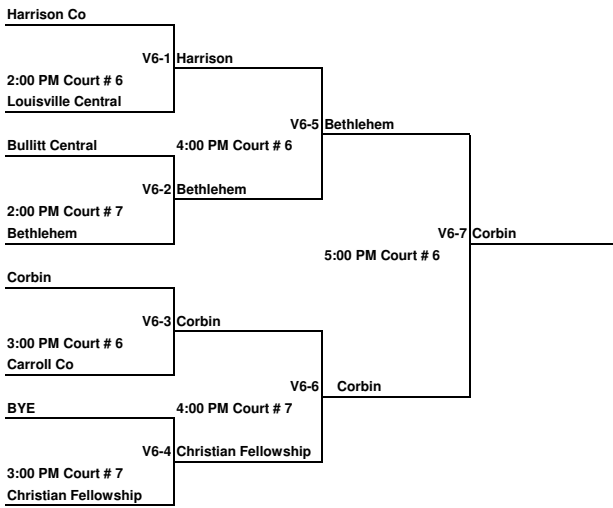 Harrison Co
V6-1 Harrison
2:00 PM Court # 6
Louisville Central
V6-5 Bethlehem
Bullitt Central
4:00 PM Court # 6
V6-2 Bethlehem
2:00 PM Court # 7
Bethlehem
V6-7 Corbin
5:00 PM Court # 6
Corbin
V6-3 Corbin
3:00 PM Court # 6
Carroll Co
V6-6 Corbin
BYE
4:00 PM Court # 7
V6-4 Christian Fellowship
3:00 PM Court # 7
Christian Fellowship